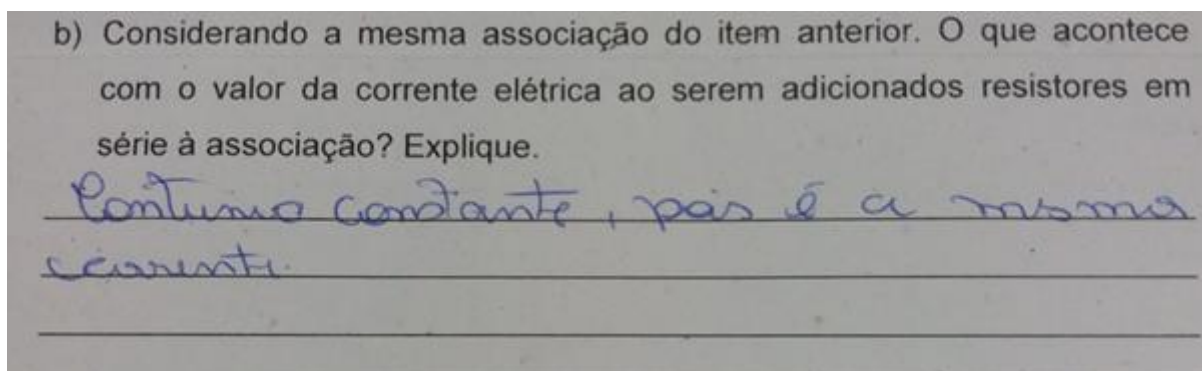 b) Considerando a mesma associação do item anterior. O que acontece
com o valor da corrente elétrica ao serem adicionados resistores em
série à associação? Explique.
Continua constante, pois é a mesma
corrente.